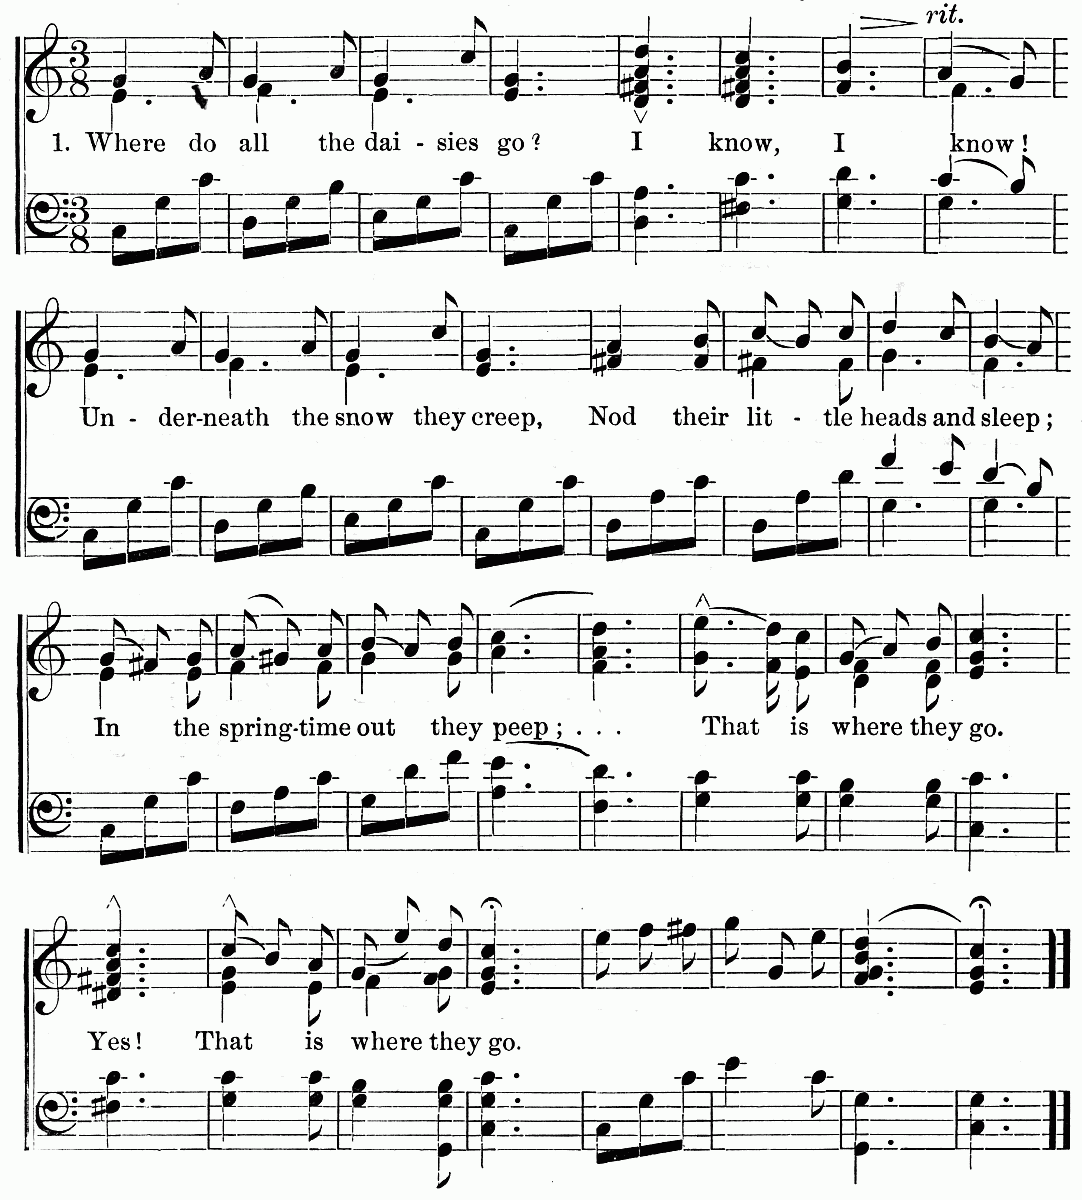 rit.
1. Where do all the dai - sies go? I know, I know!
Un - der-neath the snow they creep, Nod their lit - tle heads and sleep;
In the spring-time out they peep; . . . That is where they go.
Yes! That is where they go.